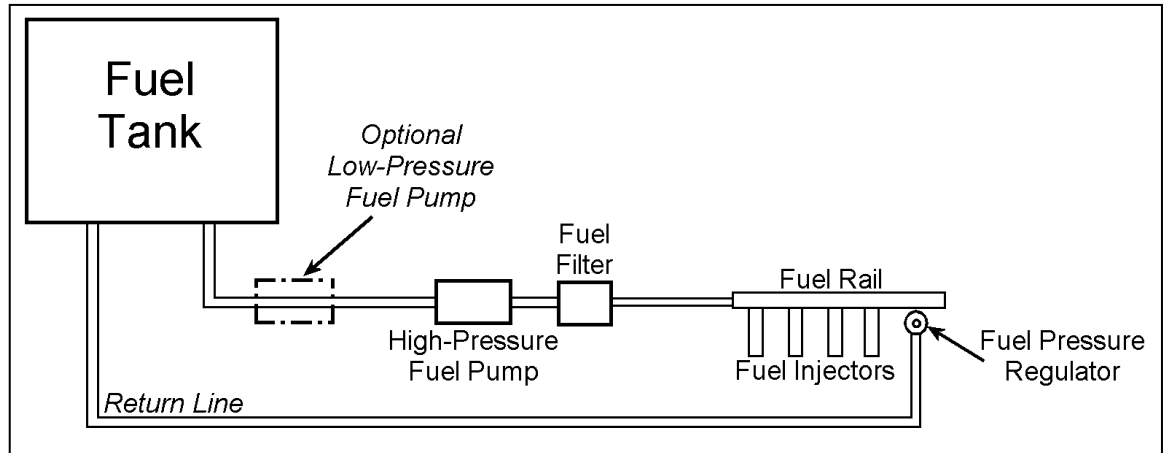 Fuel
Tank
Optional
Low-Pressure
Fuel Pump
Fuel
Filter
Fuel Rail
High-Pressure
Fuel Pump
Fuel Injectors
Fuel Pressure
Regulator
Return Line